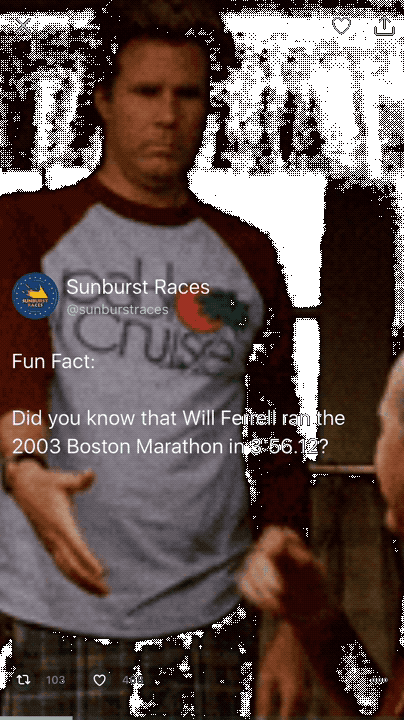 Sunburst Races
@sunburstraces
Fun Fact:
Did you know that Will Ferrell ran the
2003 Boston Marathon in 3:56.12?
cruise
103